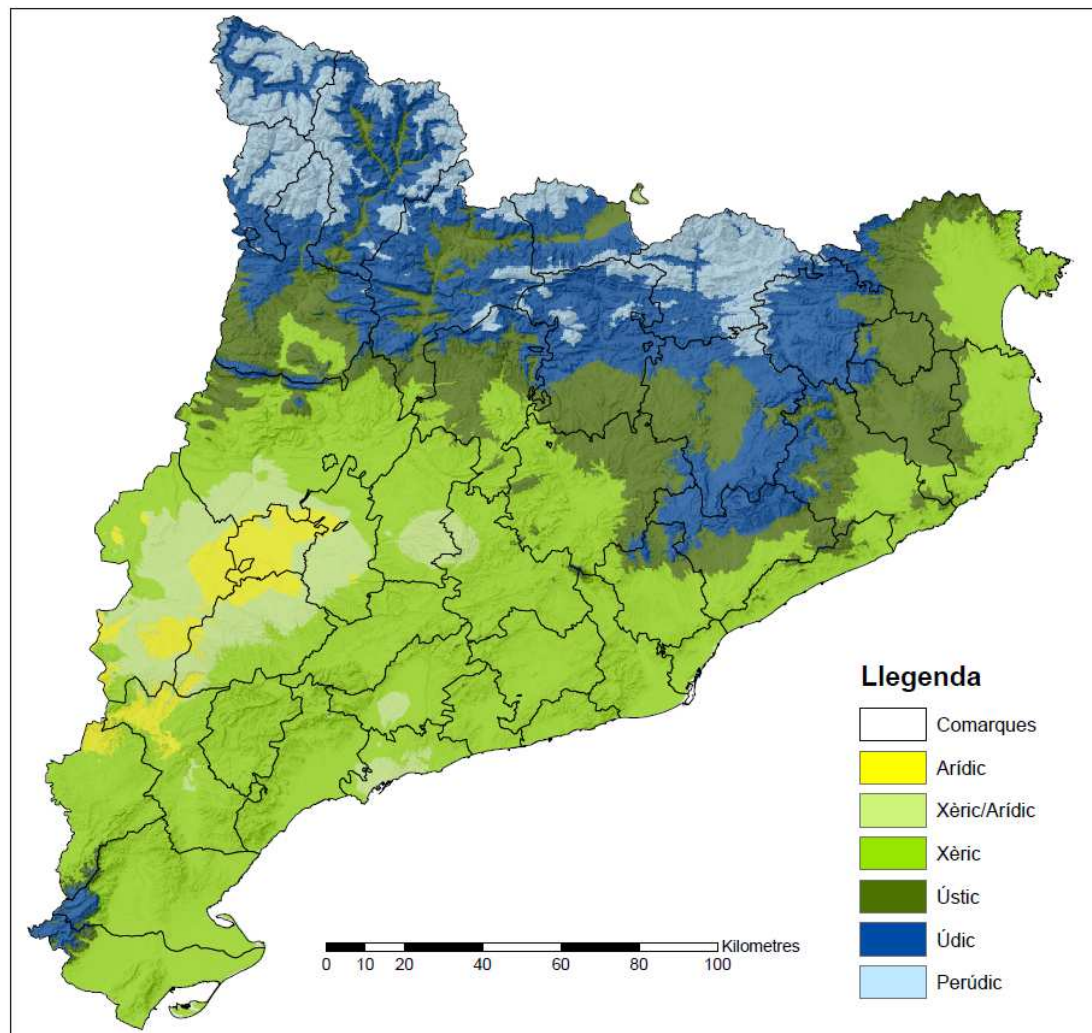 Llegenda
Comarques
Arídic
Xèric/Arídic
Xèric
Ústic
Údic
Perúdic
Kilometres
0 10 20 40 60 80 100